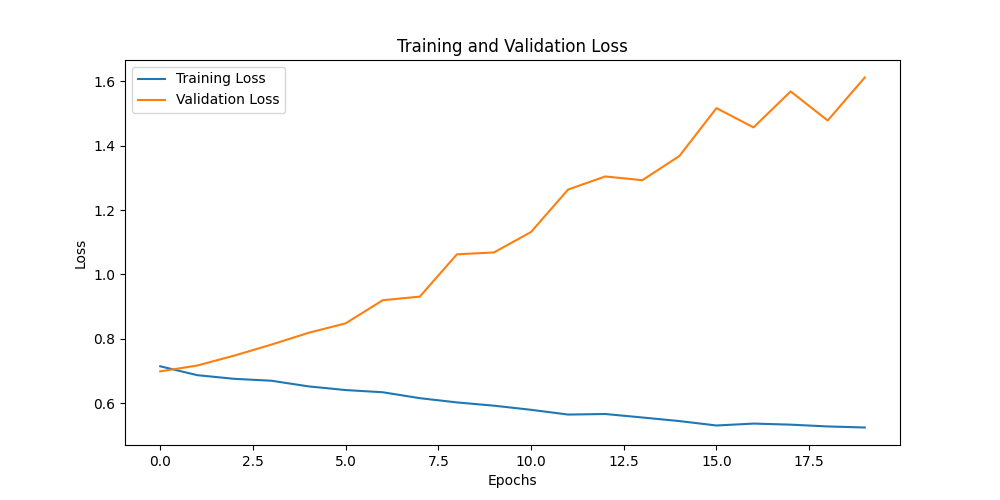 Training and Validation Loss
Training Loss
Validation Loss
1.6
1.4
1.2
1.0
0.8
0.6
Loss
0.0 2.5 5.0 7.5 10.0 12.5 15.0 17.5
Epochs